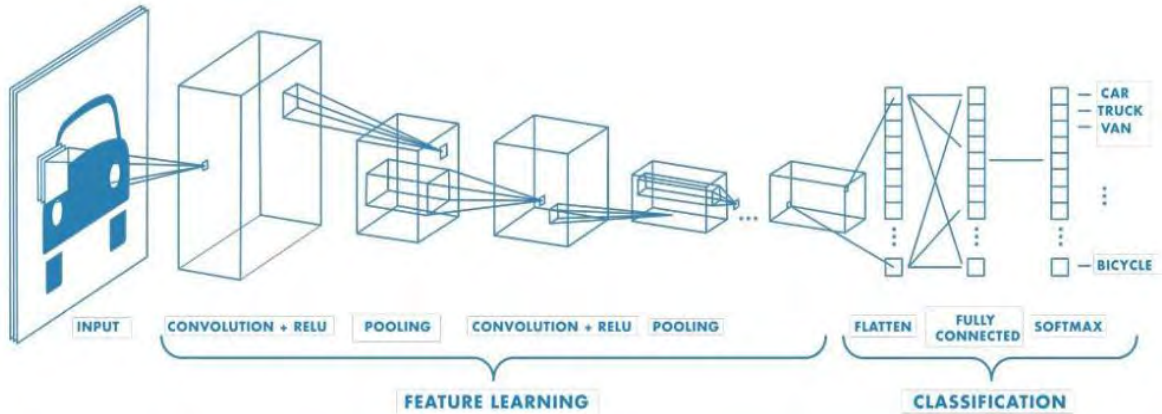 CAR
TRUCK
VAN
BICYCLE
INPUT
CONVOLUTION + RELU
POOLING
CONVOLUTION + RELU
POOLING
FLATTEN
FULLY
CONNECTED
SOFTMAX
FEATURE LEARNING
CLASSIFICATION